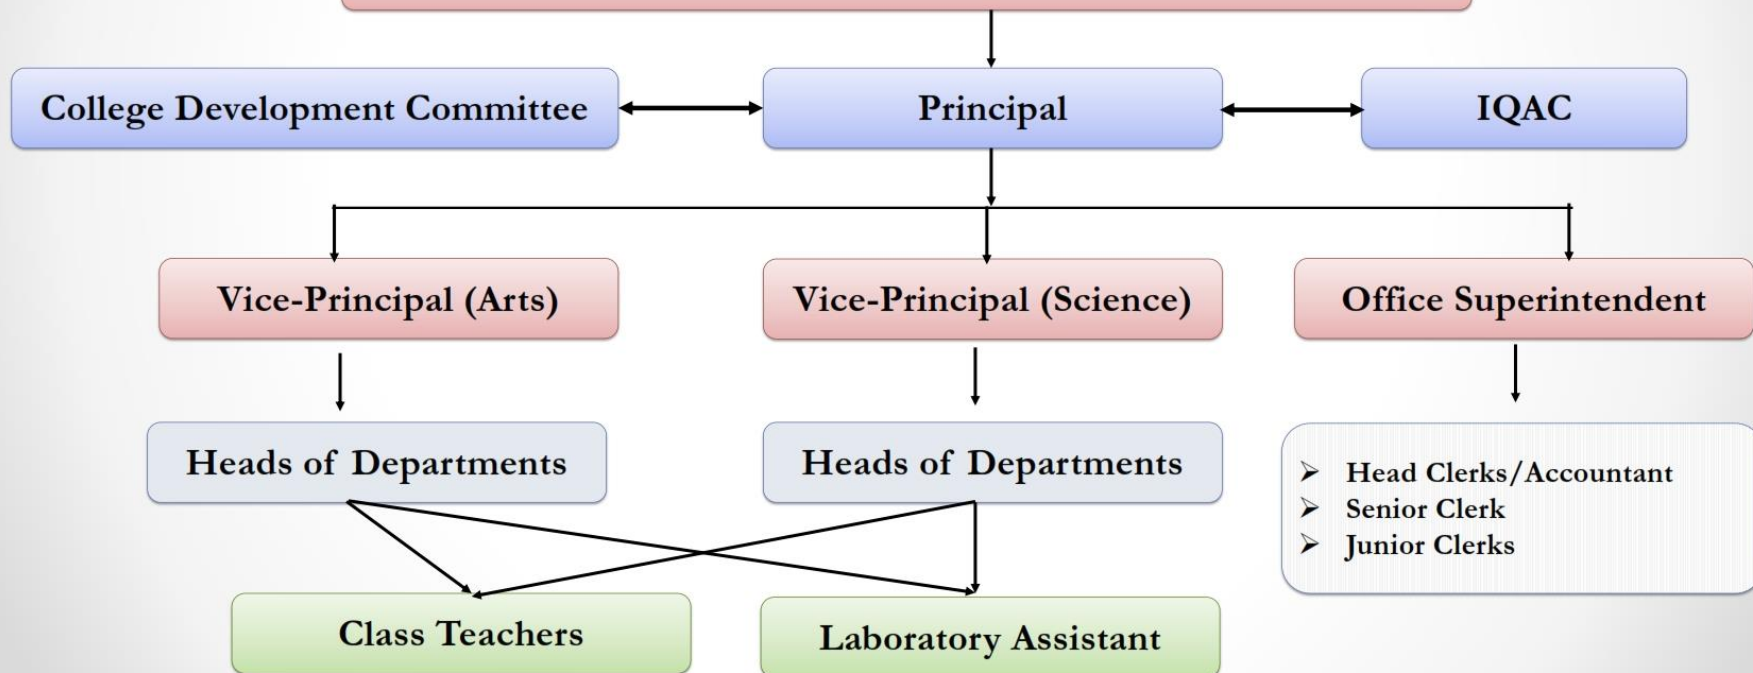 College Development Committee
Principal
IQAC
Vice-Principal (Arts)
Vice-Principal (Science)
Office Superintendent
Heads of Departments
Heads of Departments
Head Clerks/Accountant
Senior Clerk
Junior Clerks
Class Teachers
Laboratory Assistant